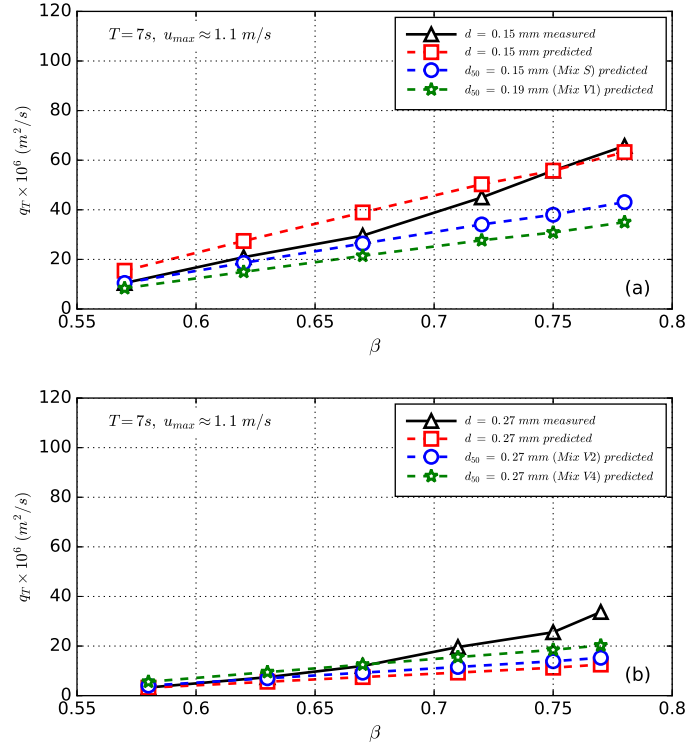 120
100
80
60
40
20
0
q_T × 10^6 (m^2/s)
T = 7s, u_max ≈ 1.1 m/s
d = 0.15 mm measured
d = 0.15 mm predicted
d_50 = 0.15 mm (Mix S) predicted
d_50 = 0.19 mm (Mix V1) predicted
(a)
0.55 0.6 0.65 0.7 0.75 0.8
β
120
100
80
60
40
20
0
q_T × 10^6 (m^2/s)
T = 7s, u_max ≈ 1.1 m/s
d = 0.27 mm measured
d = 0.27 mm predicted
d_50 = 0.27 mm (Mix V2) predicted
d_50 = 0.27 mm (Mix V4) predicted
(b)
0.55 0.6 0.65 0.7 0.75 0.8
β